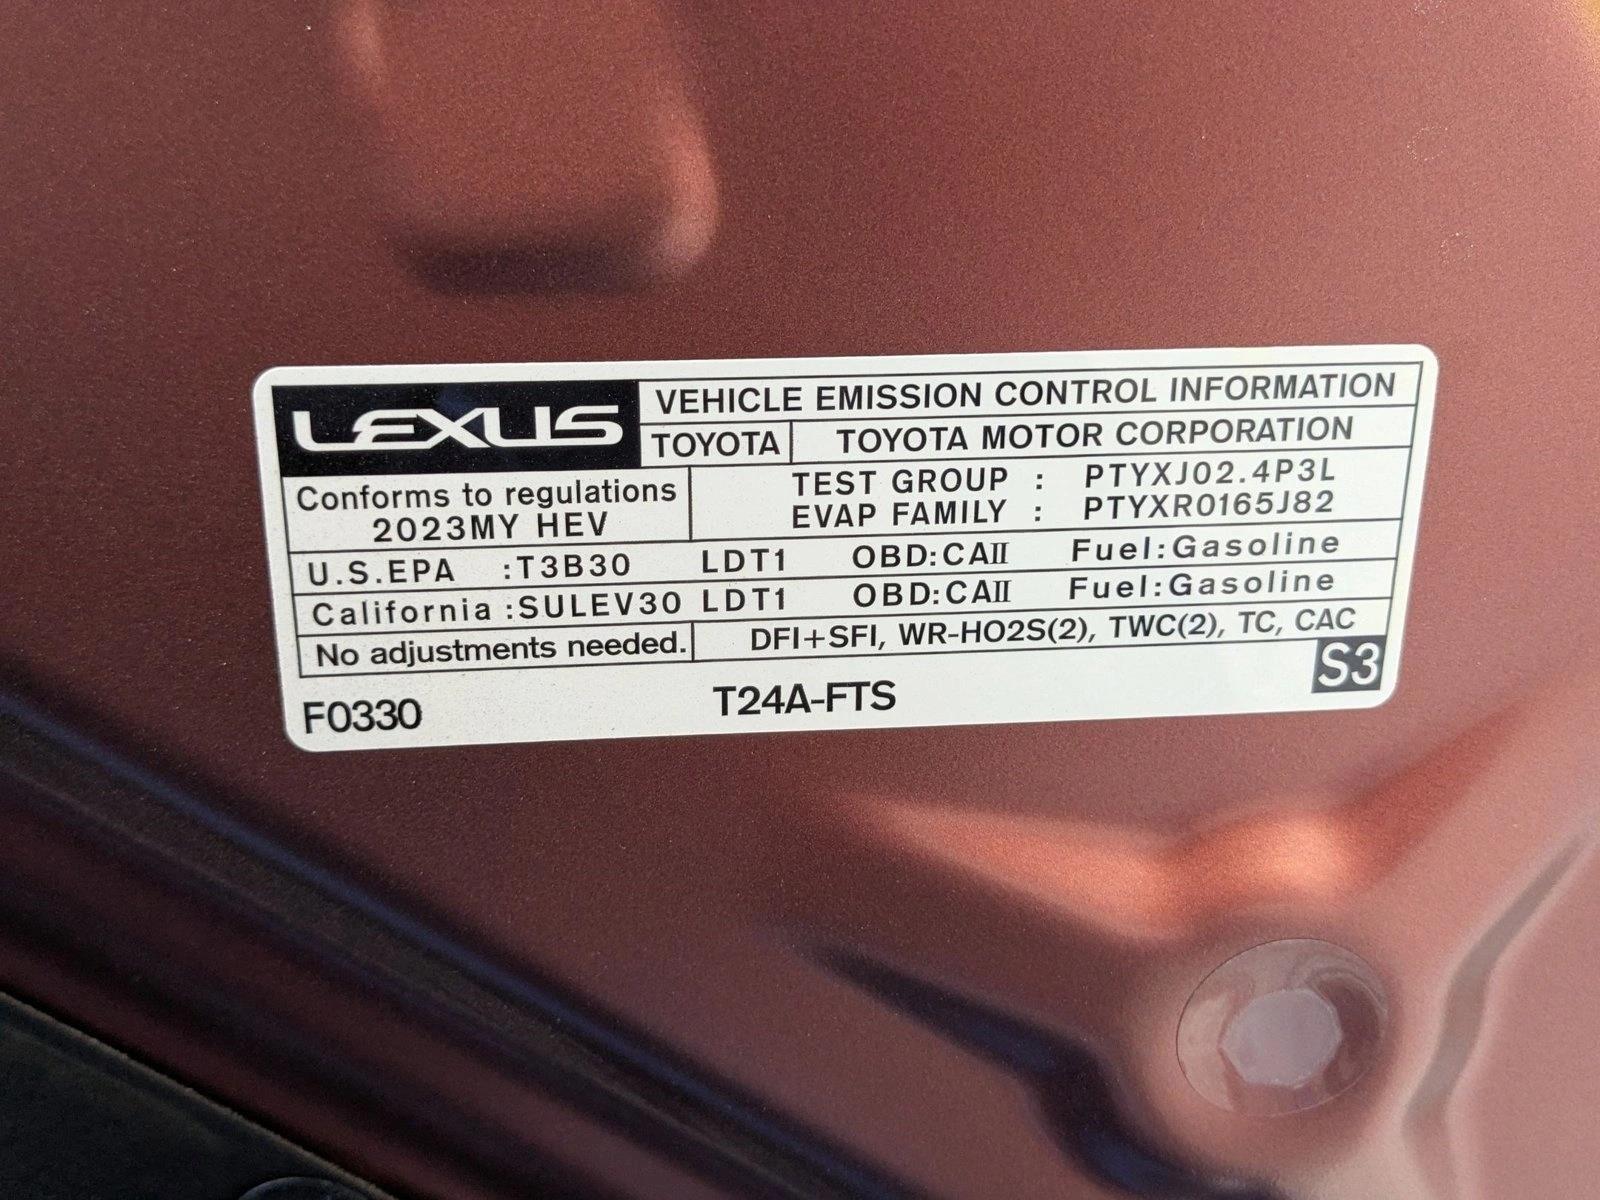 LEXUS
VEHICLE EMISSION CONTROL INFORMATION
TOYOTA TOYOTA MOTOR CORPORATION
Conforms to regulations
2023MY HEV
TEST GROUP : PTYXJ02.4P3L
EVAP FAMILY : PTYXR0165J82
U.S.EPA :T3B30 LDT1 OBD:CAII Fuel:Gasoline
California :SULEV30 LDT1 OBD:CAII Fuel:Gasoline
No adjustments needed. DFI+SFI, WR-HO2S(2), TWC(2), TC, CAC
F0330 T24A-FTS S3